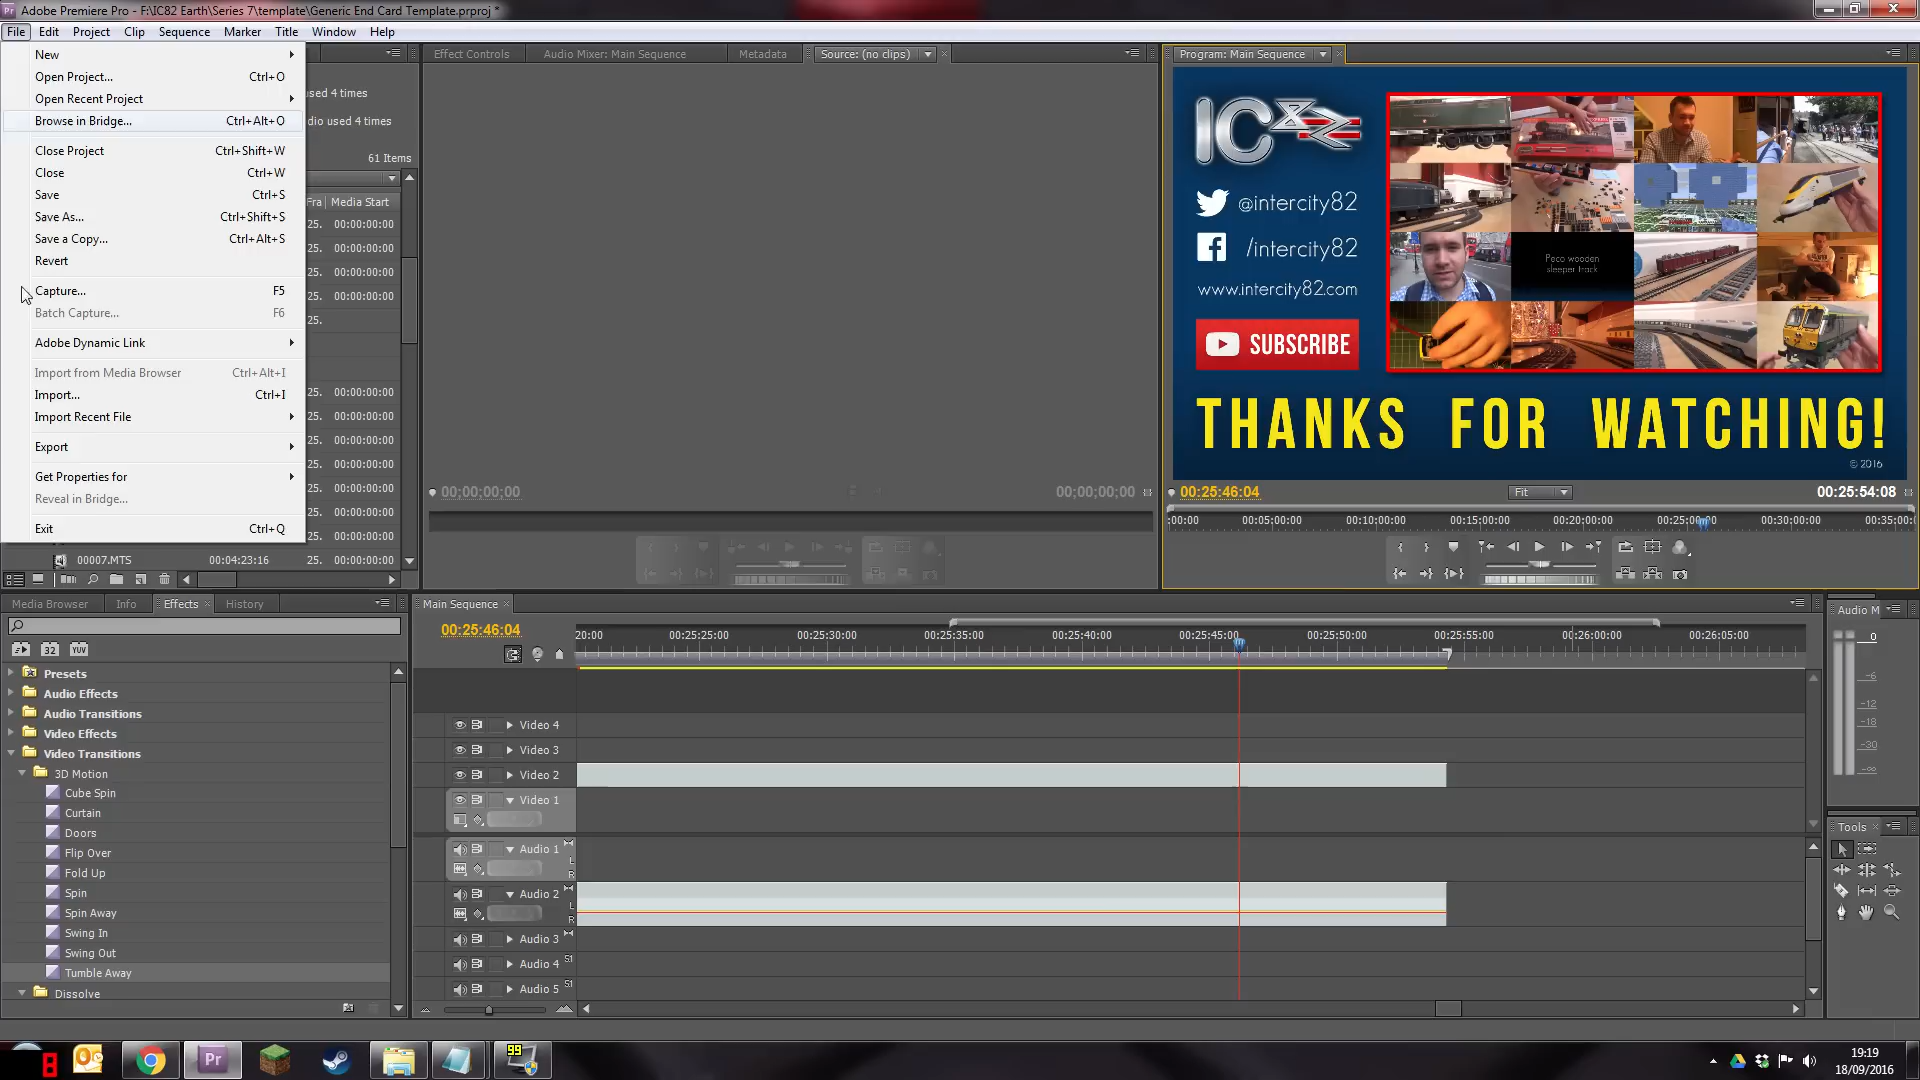 Pr Adobe Premiere Pro - F:\IC82 Earth\Series 7\template\Generic End Card Template.prproj *
File Edit Project Clip Sequence Marker Title Window Help
New
Open Project... Ctrl+O
Open Recent Project
Browse in Bridge... Ctrl+Alt+O
Close Project Ctrl+Shift+W
Close Ctrl+W
Save Ctrl+S
Save As... Ctrl+Shift+S
Save a Copy... Ctrl+Alt+S
Revert
Capture... F5
Batch Capture... F6
Adobe Dynamic Link
Import from Media Browser Ctrl+Alt+I
Import... Ctrl+I
Import Recent File
Export
Get Properties for
Reveal in Bridge...
Exit Ctrl+Q
sed 4 times
dio used 4 times
61 Items
Fra Media Start
25. 00:00:00:00
25. 00:00:00:00
25. 00:00:00:00
25. 00:00:00:00
25.
25. 00:00:00:00
25. 00:00:00:00
25. 00:00:00:00
25. 00:00:00:00
25. 00:00:00:00
25. 00:00:00:00
25. 00:00:00:00
00007.MTS 00:04:23:16 25. 00:00:00:00
Effect Controls Audio Mixer: Main Sequence Metadata Source: (no clips)
00;00;00;00 00;00;00;00
Program: Main Sequence
IC82
@intercity82
/intercity82
www.intercity82.com
SUBSCRIBE
Peco wooden
sleeper track
THANKS FOR WATCHING!
© 2016
00:25:46:04 Fit 00:25:54:08
:00:00 00:05:00:00 00:10:00:00 00:15:00:00 00:20:00:00 00:25:00:00 00:30:00:00 00:35:00:
Media Browser Info Effects History
32 YUV
Presets
Audio Effects
Audio Transitions
Video Effects
Video Transitions
3D Motion
Cube Spin
Curtain
Doors
Flip Over
Fold Up
Spin
Spin Away
Swing In
Swing Out
Tumble Away
Dissolve
Main Sequence
00:25:46:04
20:00 00:25:25:00 00:25:30:00 00:25:35:00 00:25:40:00 00:25:45:00 00:25:50:00 00:25:55:00 00:26:00:00 00:26:05:00
Video 4
Video 3
Video 2
Video 1
Audio 1
L
R
Audio 2
L
R
Audio 3
Audio 4
Audio 5
Audio M
0
-6
-12
-18
-30
-∞
Tools
8
Pr
99
19:19
18/09/2016